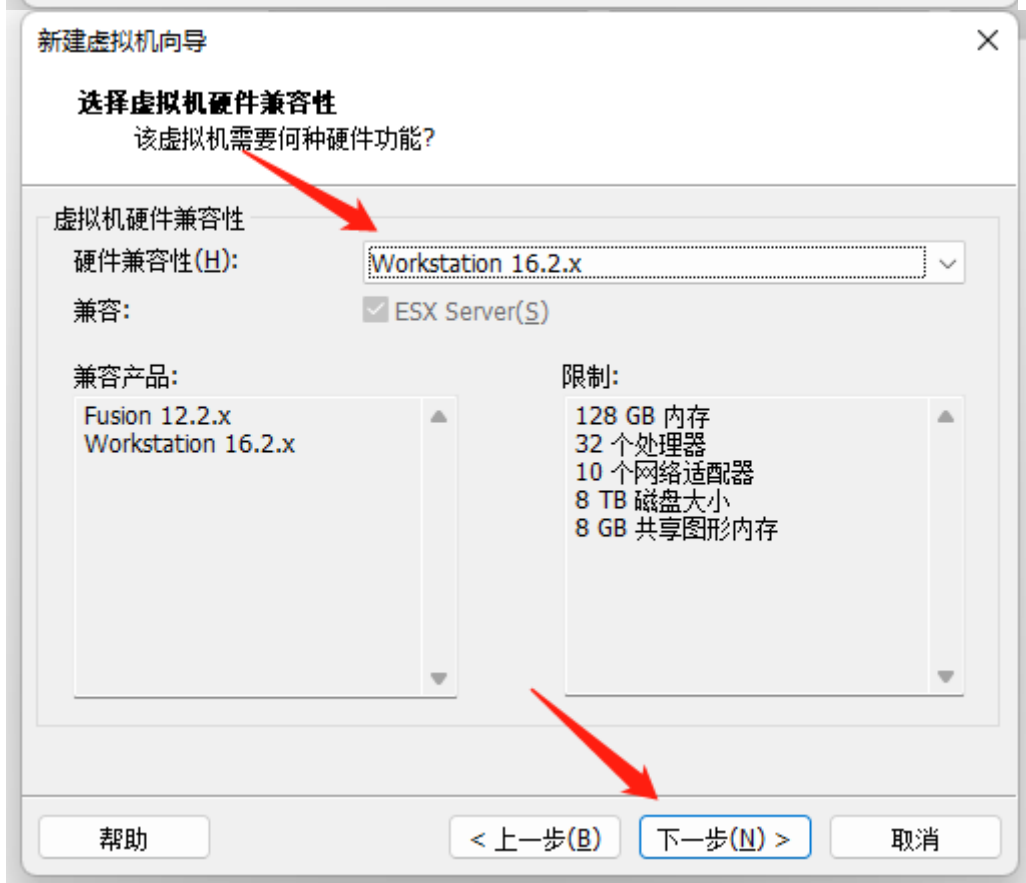 新建虚拟机向导
选择虚拟机硬件兼容性
该虚拟机需要何种硬件功能?
虚拟机硬件兼容性
硬件兼容性(H): Workstation 16.2.x
兼容: ESX Server(S)
兼容产品:
Fusion 12.2.x
Workstation 16.2.x
限制:
128 GB 内存
32 个处理器
10 个网络适配器
8 TB 磁盘大小
8 GB 共享图形内存
帮助 < 上一步(B) 下一步(N) > 取消